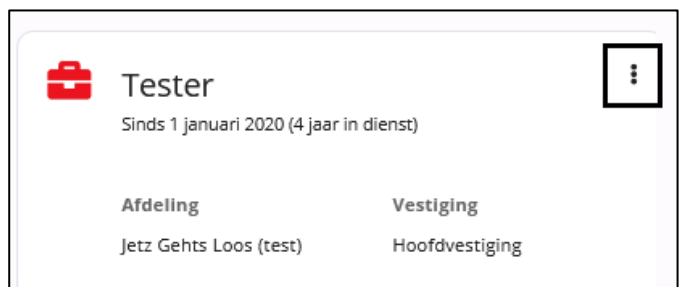 Tester
Sinds 1 januari 2020 (4 jaar in dienst)
Afdeling Vestiging
Jetz Gehts Loos (test) Hoofdvestiging